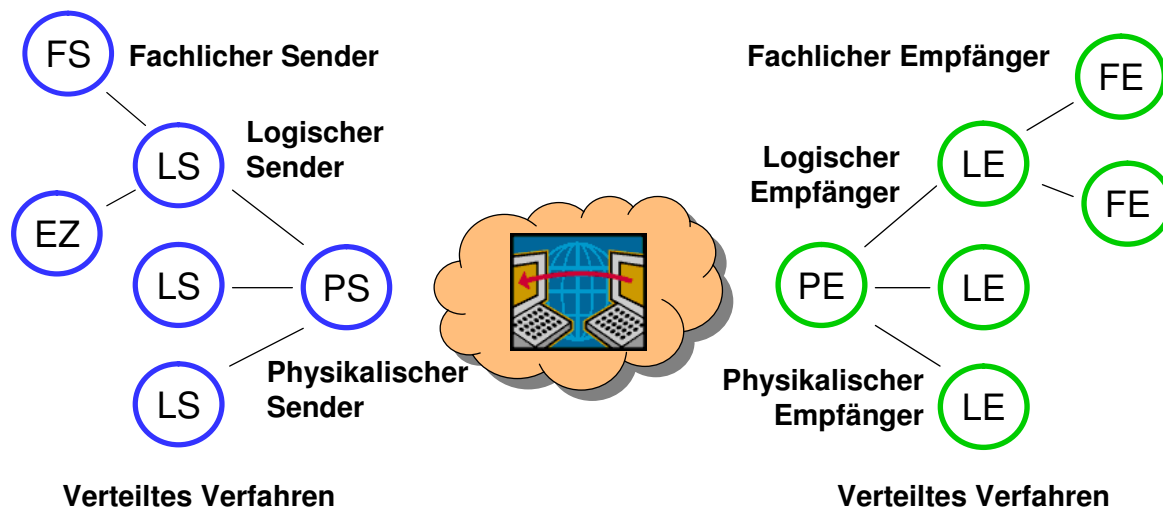 FS
Fachlicher Sender
LS
Logischer
Sender
EZ
LS
PS
LS
Physikalischer
Sender
Verteiltes Verfahren
Fachlicher Empfänger
FE
Logischer
Empfänger
LE
FE
PE
LE
Physikalischer
Empfänger
LE
Verteiltes Verfahren